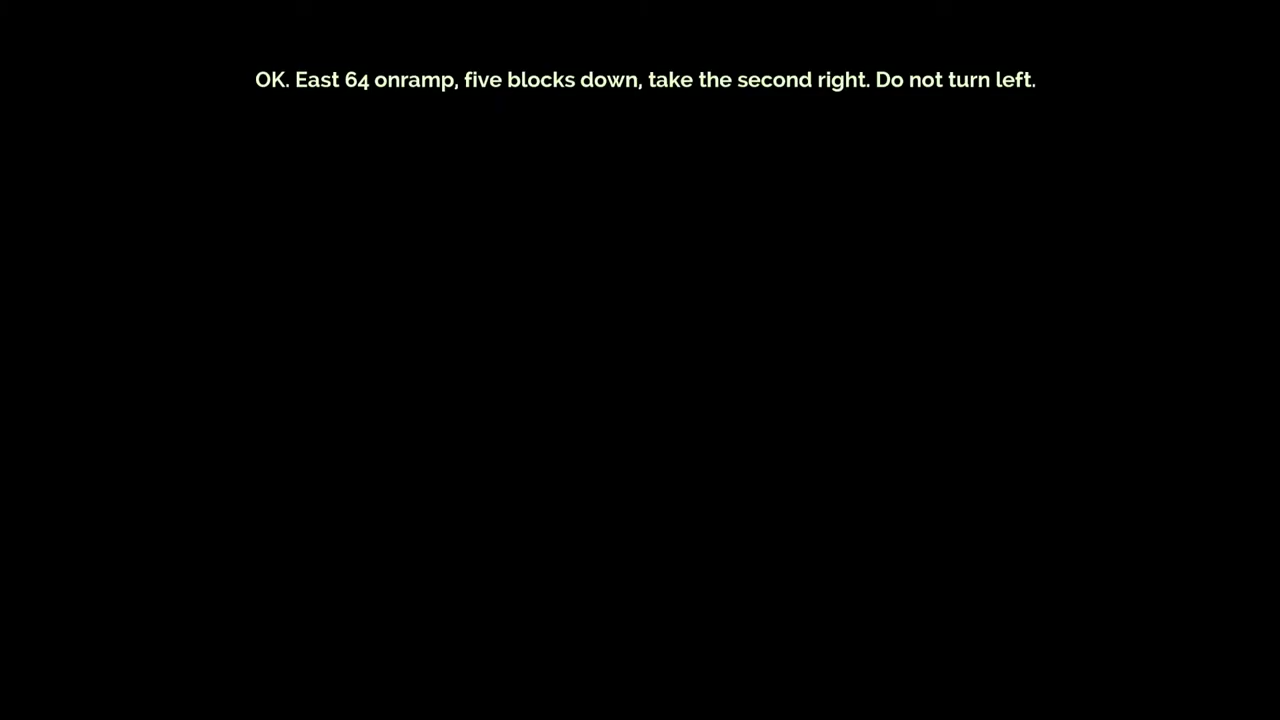 OK. East 64 onramp, five blocks down, take the second right. Do not turn left.